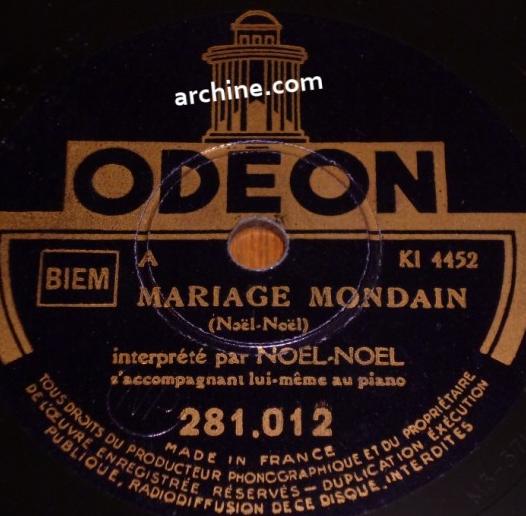 archine.com
ODEON
BIEM
A
KI 4452
MARIAGE MONDAIN
(Noël-Noël)
interprété par NOEL-NOEL
s'accompagnant lui-même au piano
281.012
MADE IN FRANCE
TOUS DROITS DU PRODUCTEUR PHONOGRAPHIQUE ET DU PROPRIÉTAIRE
DE L'ŒUVRE ENREGISTRÉE RÉSERVÉS — DUPLICATION EXÉCUTION
PUBLIQUE, RADIODIFFUSION DE CE DISQUE, INTERDITES